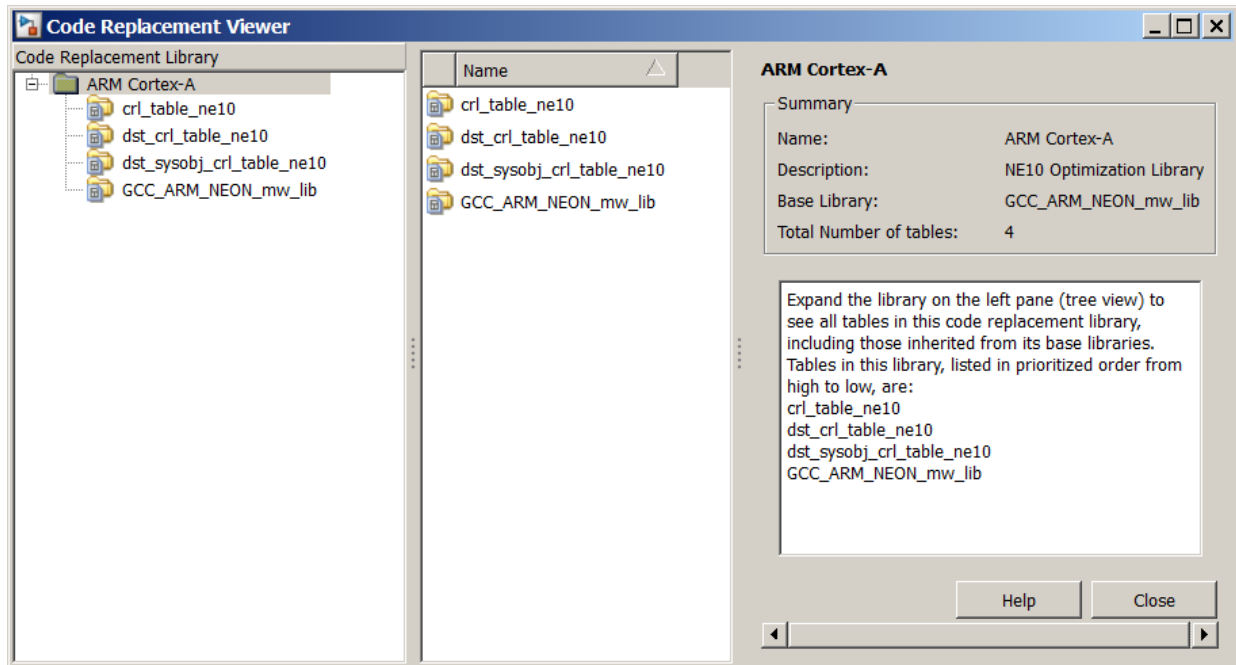 Code Replacement Viewer
Code Replacement Library
ARM Cortex-A
crl_table_ne10
dst_crl_table_ne10
dst_sysobj_crl_table_ne10
GCC_ARM_NEON_mw_lib
Name
crl_table_ne10
dst_crl_table_ne10
dst_sysobj_crl_table_ne10
GCC_ARM_NEON_mw_lib
ARM Cortex-A
Summary
Name: ARM Cortex-A
Description: NE10 Optimization Library
Base Library: GCC_ARM_NEON_mw_lib
Total Number of tables: 4
Expand the library on the left pane (tree view) to
see all tables in this code replacement library,
including those inherited from its base libraries.
Tables in this library, listed in prioritized order from
high to low, are:
crl_table_ne10
dst_crl_table_ne10
dst_sysobj_crl_table_ne10
GCC_ARM_NEON_mw_lib
Help Close